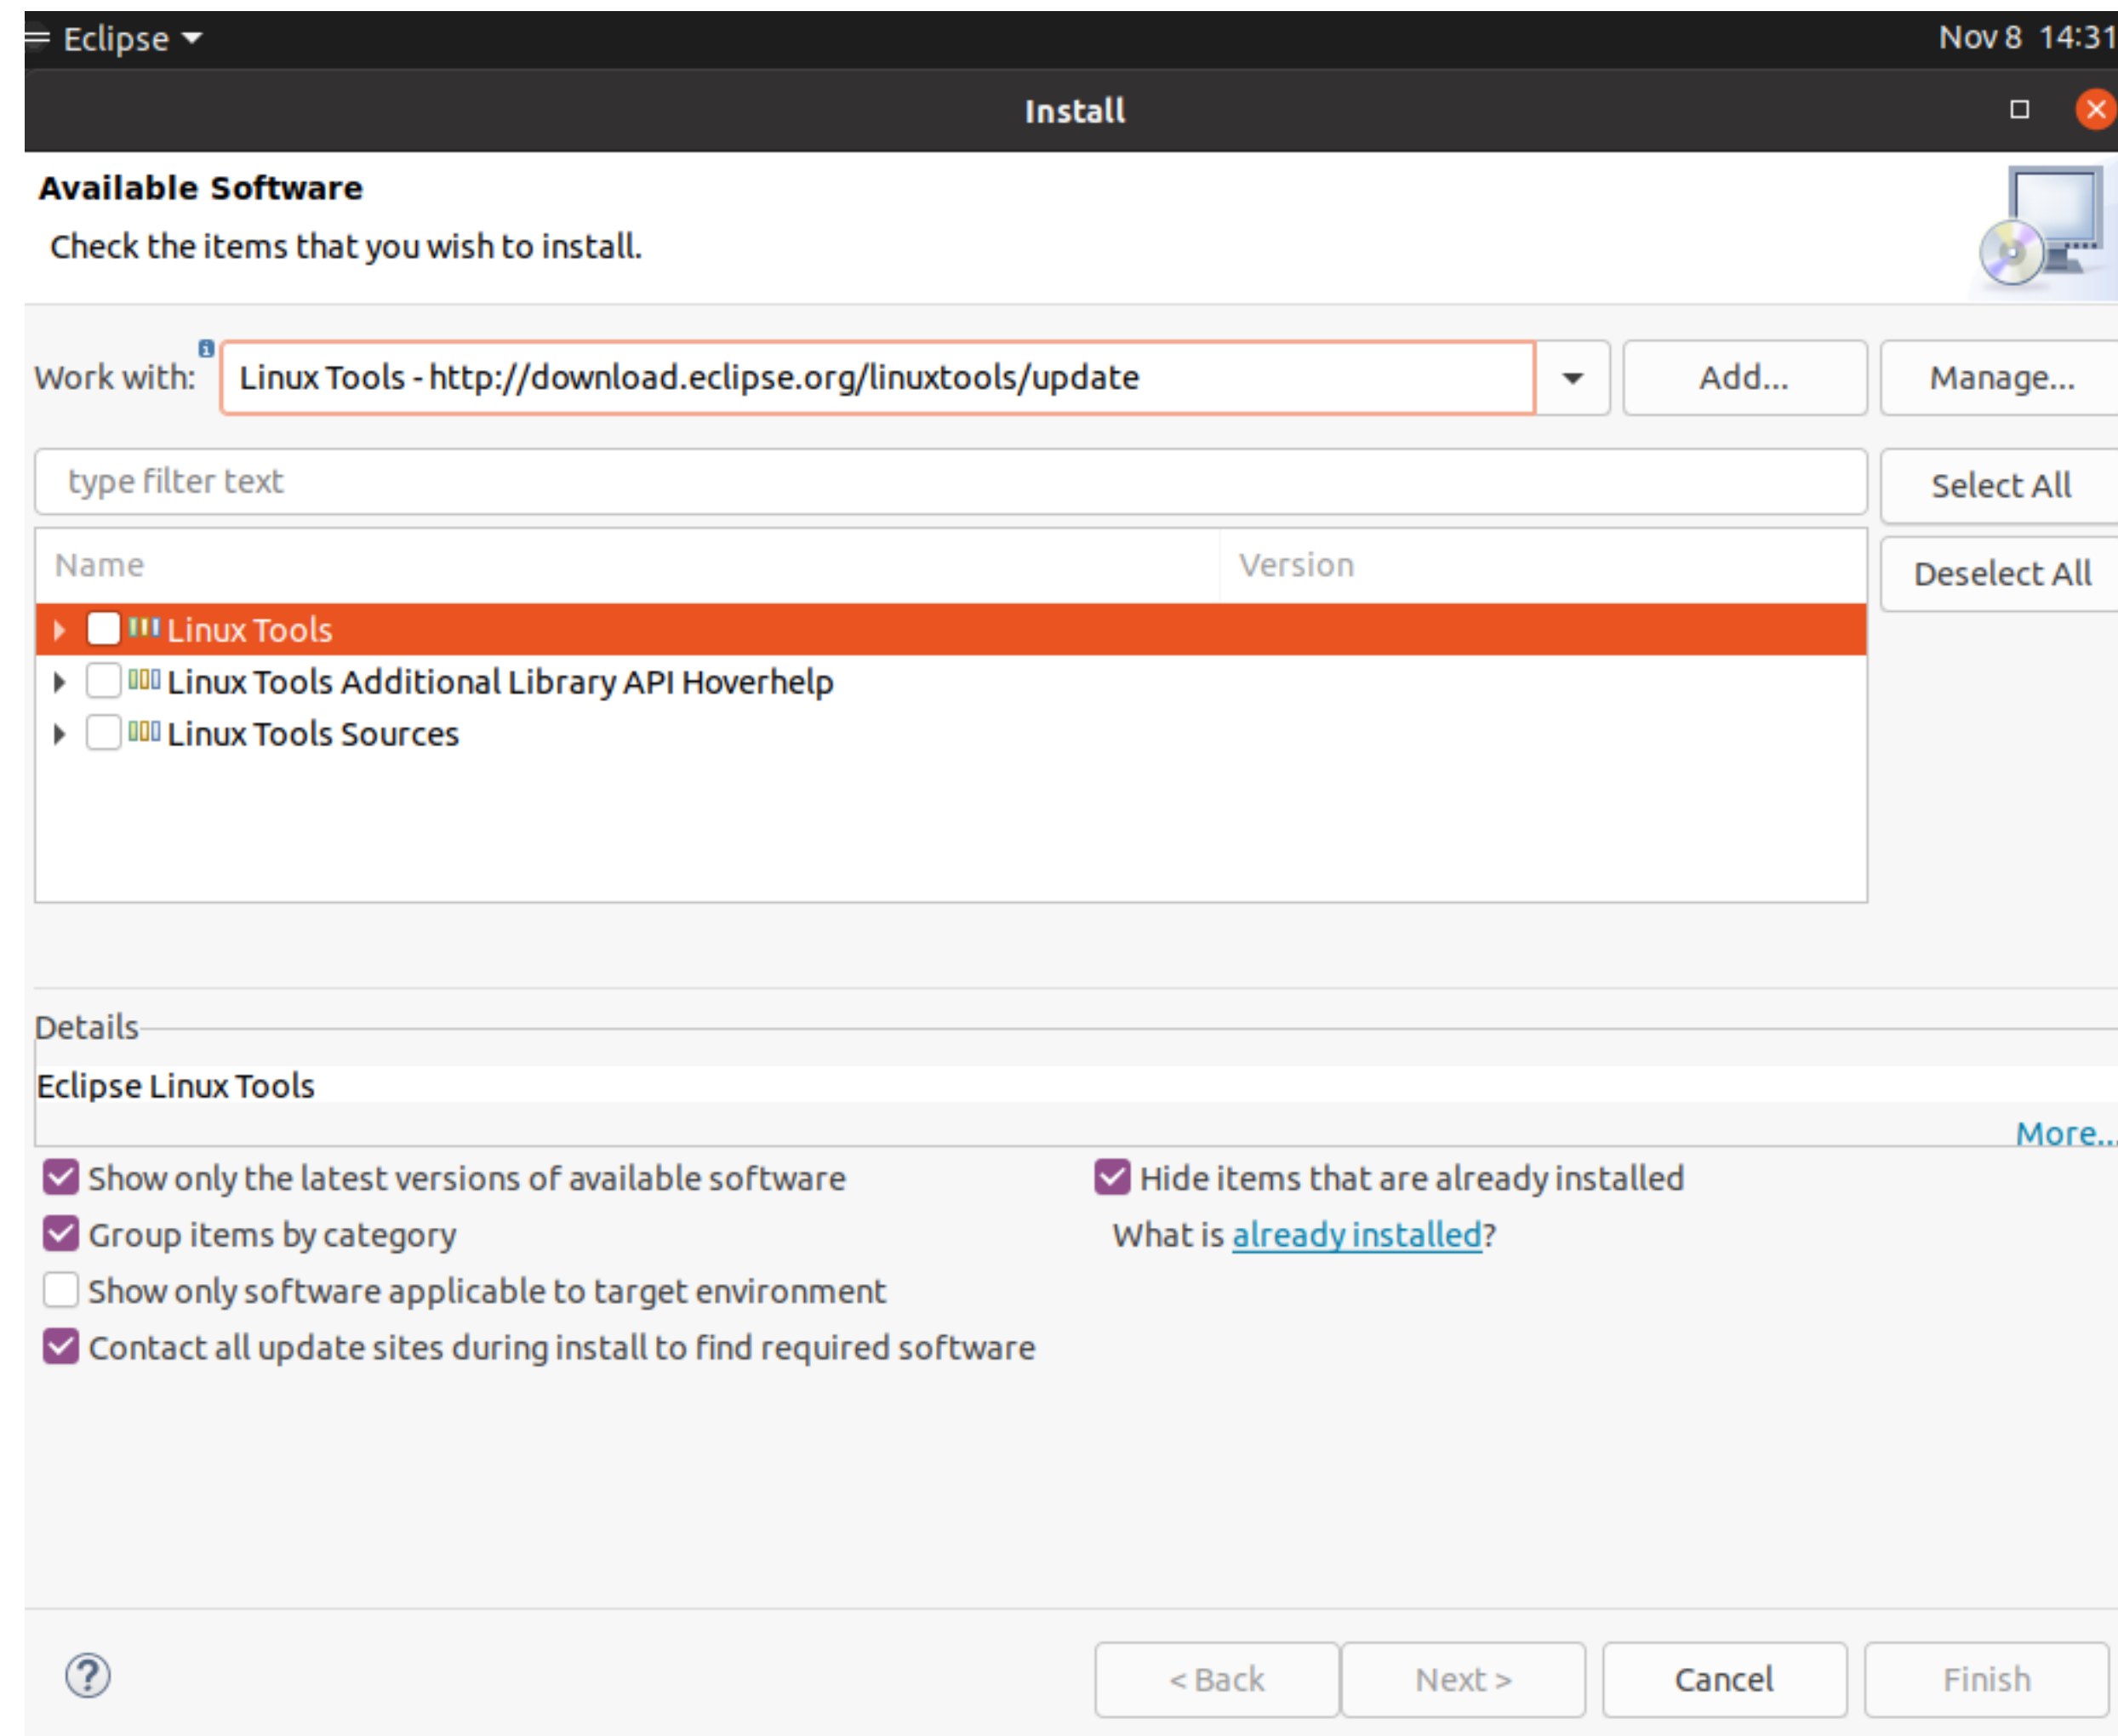 Eclipse
Nov 8 14:31
Install
Available Software
Check the items that you wish to install.
Work with:
Linux Tools - http://download.eclipse.org/linuxtools/update
Add...
Manage...
type filter text
Select All
Name
Version
Deselect All
Linux Tools
Linux Tools Additional Library API Hoverhelp
Linux Tools Sources
Details
Eclipse Linux Tools
More...
Show only the latest versions of available software
Hide items that are already installed
Group items by category
What is already installed?
Show only software applicable to target environment
Contact all update sites during install to find required software
?
< Back
Next >
Cancel
Finish